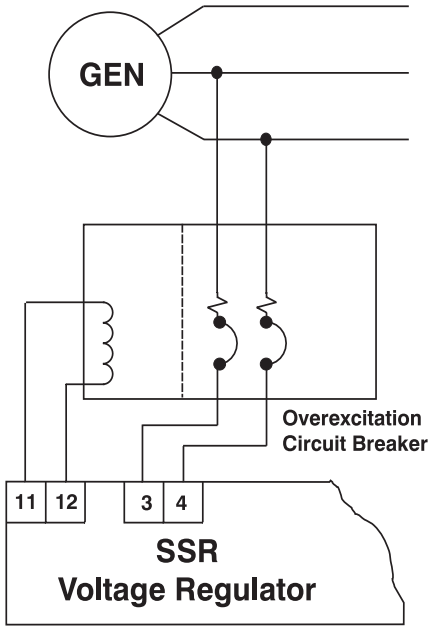 GEN
Overexcitation
Circuit Breaker
11 12 3 4
SSR
Voltage Regulator